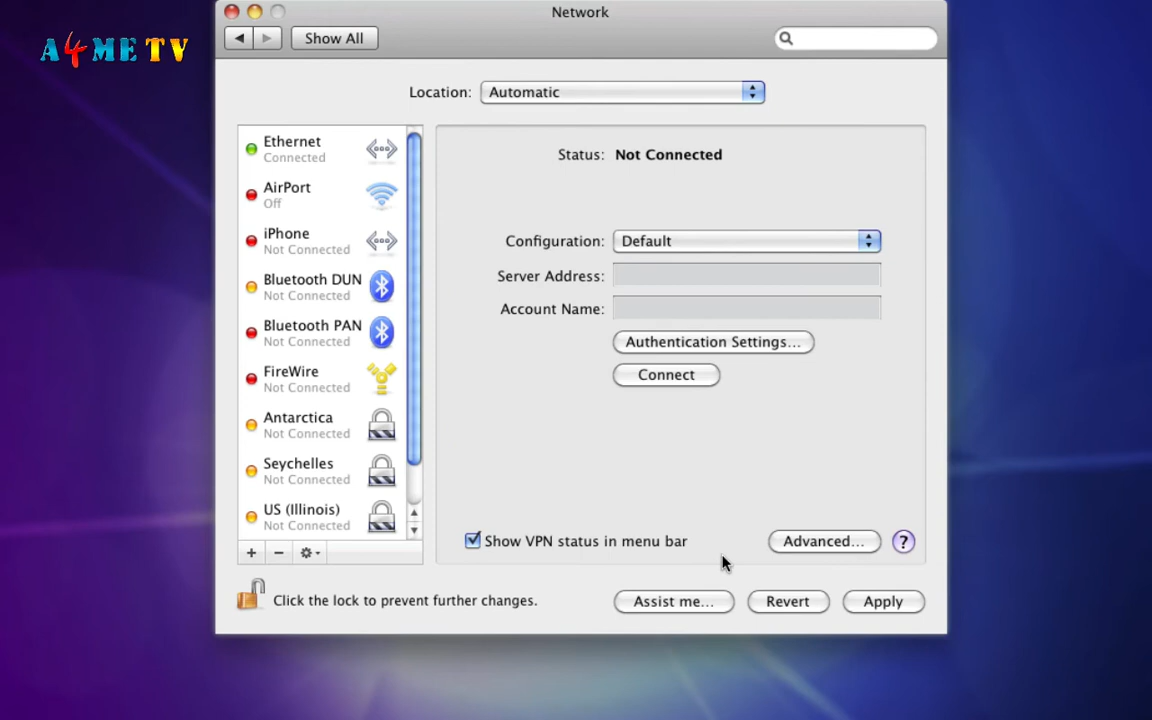 Network
A4METV
Show All
Location: Automatic
Ethernet
Connected
AirPort
Off
iPhone
Not Connected
Bluetooth DUN
Not Connected
Bluetooth PAN
Not Connected
FireWire
Not Connected
Antarctica
Not Connected
Seychelles
Not Connected
US (Illinois)
Not Connected
Status: Not Connected
Configuration: Default
Server Address:
Account Name:
Authentication Settings...
Connect
Show VPN status in menu bar
Advanced...
?
Click the lock to prevent further changes.
Assist me...
Revert
Apply